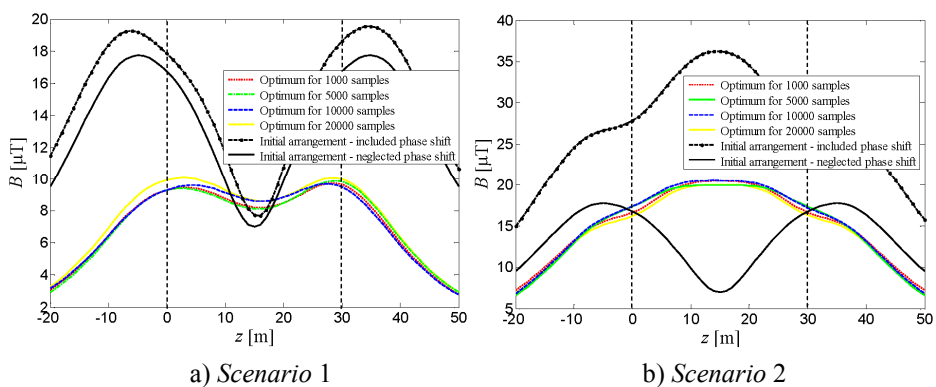 20
18
16
14
12
10
8
6
4
2
B [µT]
-20 -10 0 10 20 30 40 50
z [m]
Optimum for 1000 samples
Optimum for 5000 samples
Optimum for 10000 samples
Optimum for 20000 samples
Initial arrangement - included phase shift
Initial arrangement - neglected phase shift
a) Scenario 1
40
35
30
25
20
15
10
5
B [µT]
-20 -10 0 10 20 30 40 50
z [m]
Optimum for 1000 samples
Optimum for 5000 samples
Optimum for 10000 samples
Optimum for 20000 samples
Initial arrangement - included phase shift
Initial arrangement - neglected phase shift
b) Scenario 2